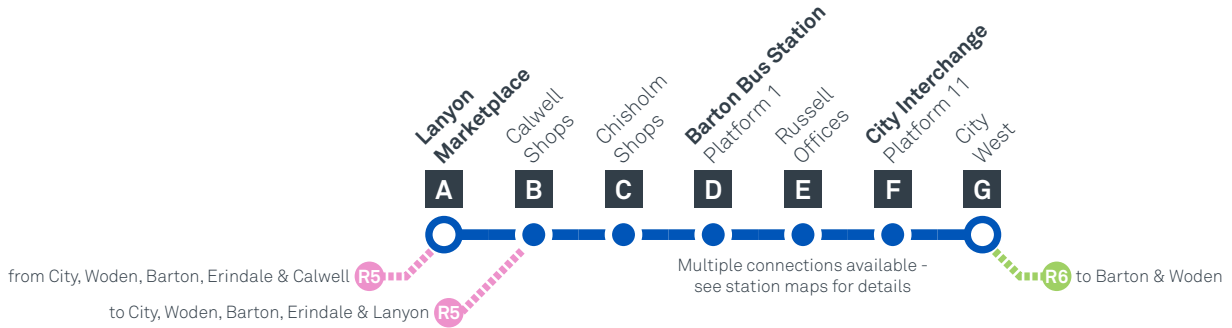 Lanyon
Marketplace
Calwell
Shops
Chisholm
Shops
Barton Bus Station
Platform 1
Russell
Offices
City Interchange
Platform 11
City
West
A
B
C
D
E
F
G
Multiple connections available -
see station maps for details
from City, Woden, Barton, Erindale & Calwell R5
to City, Woden, Barton, Erindale & Lanyon R5
R6 to Barton & Woden